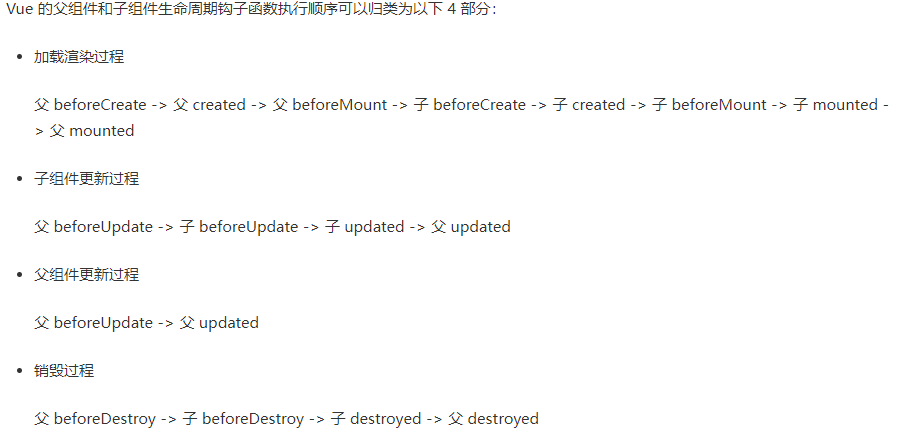 Vue 的父组件和子组件生命周期钩子函数执行顺序可以归类为以下 4 部分：
加载渲染过程
父 beforeCreate -> 父 created -> 父 beforeMount -> 子 beforeCreate -> 子 created -> 子 beforeMount -> 子 mounted -
> 父 mounted
子组件更新过程
父 beforeUpdate -> 子 beforeUpdate -> 子 updated -> 父 updated
父组件更新过程
父 beforeUpdate -> 父 updated
销毁过程
父 beforeDestroy -> 子 beforeDestroy -> 子 destroyed -> 父 destroyed